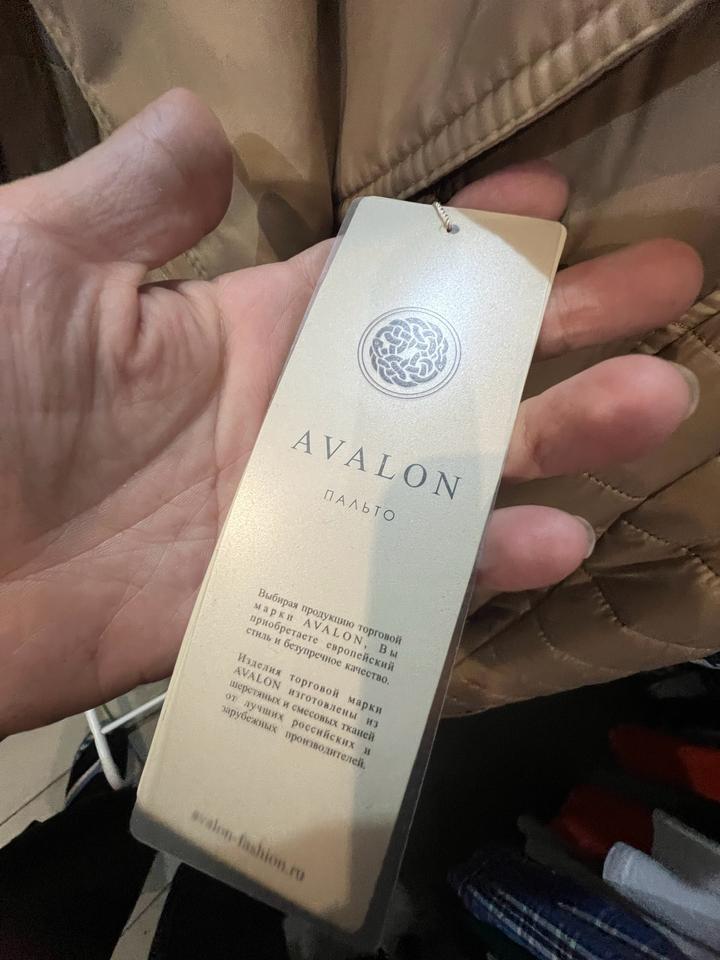 AVALON
ПАЛЬТО
Выбирая продукцию торговой
марки AVALON, Вы
приобретаете европейский
стиль и безупречное качество.
Изделия торговой марки
AVALON изготовлены из
шерстяных и смесовых тканей
от лучших российских и
зарубежных производителей.
avalon-fashion.ru